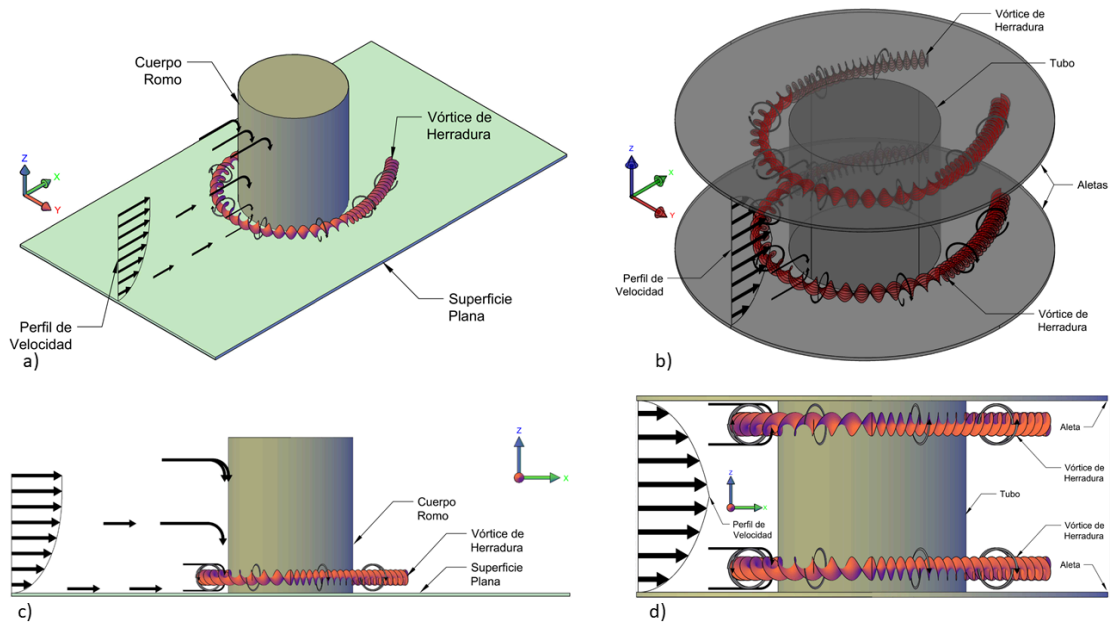 Cuerpo
Romo
Vórtice de
Herradura
Z
X
Y
Perfil de
Velocidad
Superficie
Plana
a)
Vórtice de
Herradura
Tubo
Z
X
Y
Aletas
Perfil de
Velocidad
Vórtice de
Herradura
b)
Z
X
Cuerpo
Romo
Vórtice de
Herradura
Superficie
Plana
c)
Aleta
Vórtice de
Herradura
Z
X
Tubo
Perfil de
Velocidad
Vórtice de
Herradura
Aleta
d)